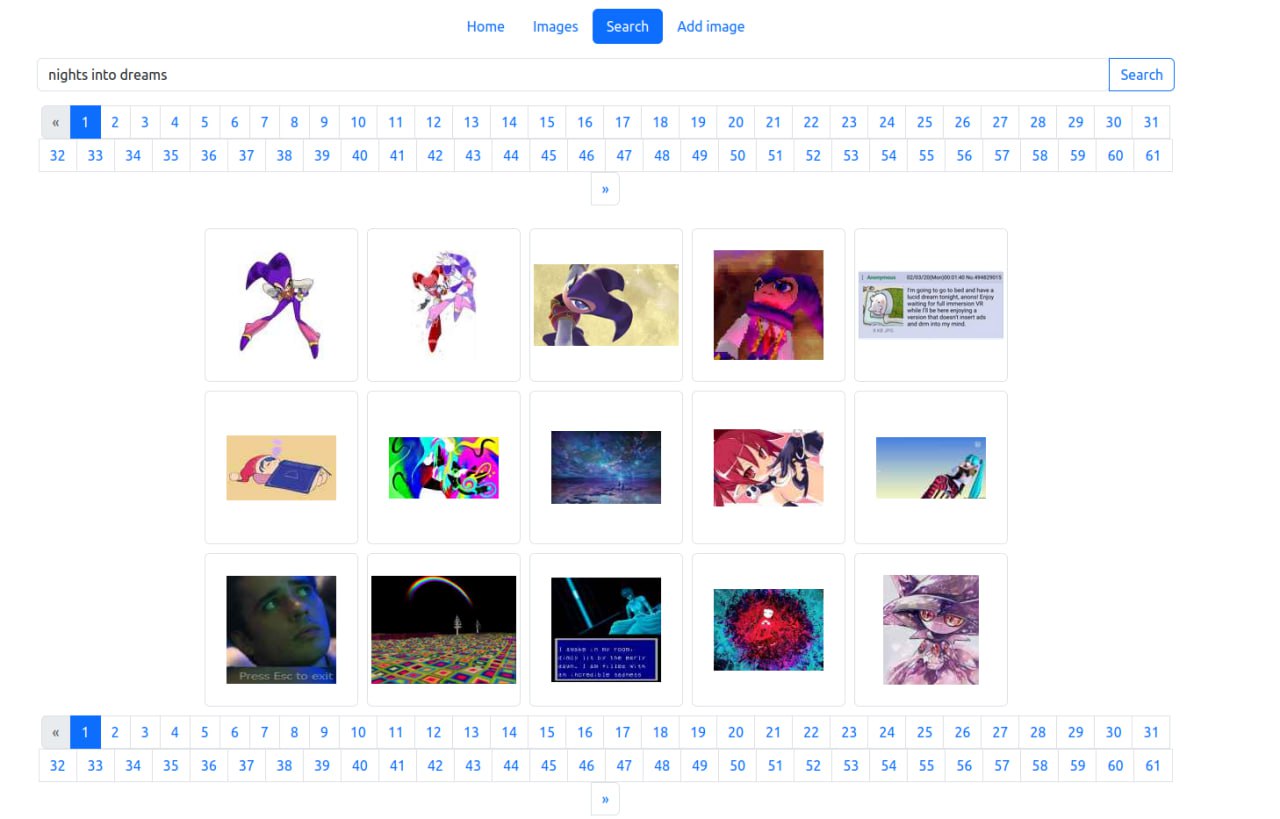 Home Images Search Add image
nights into dreams Search
« 1 2 3 4 5 6 7 8 9 10 11 12 13 14 15 16 17 18 19 20 21 22 23 24 25 26 27 28 29 30 31
32 33 34 35 36 37 38 39 40 41 42 43 44 45 46 47 48 49 50 51 52 53 54 55 56 57 58 59 60 61
»
Anonymous 02/03/20(Mon)00:01:40 No.494829015
I'm going to go to bed and have a
lucid dream tonight, anons! Enjoy
waiting for full immersion VR
while I'll be here enjoying a
version that doesn't insert ads
and drm into my mind.
8 KB JPG
Press Esc to exit
I awake in my room,
dimly lit by the early
dawn. I am filled with
an incredible sadness
« 1 2 3 4 5 6 7 8 9 10 11 12 13 14 15 16 17 18 19 20 21 22 23 24 25 26 27 28 29 30 31
32 33 34 35 36 37 38 39 40 41 42 43 44 45 46 47 48 49 50 51 52 53 54 55 56 57 58 59 60 61
»